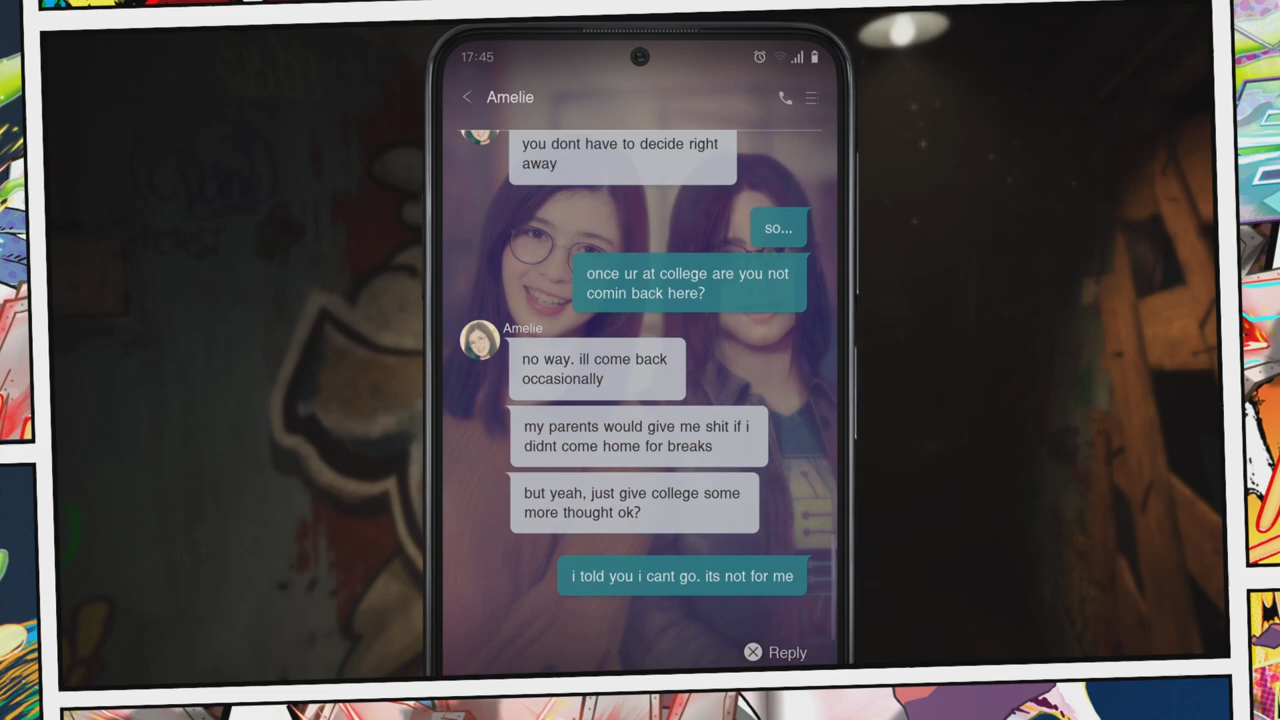 17:45
Amelie
you dont have to decide right
away
so...
once ur at college are you not
comin back here?
Amelie
no way. ill come back
occasionally
my parents would give me shit if i
didnt come home for breaks
but yeah, just give college some
more thought ok?
i told you i cant go. its not for me
Reply